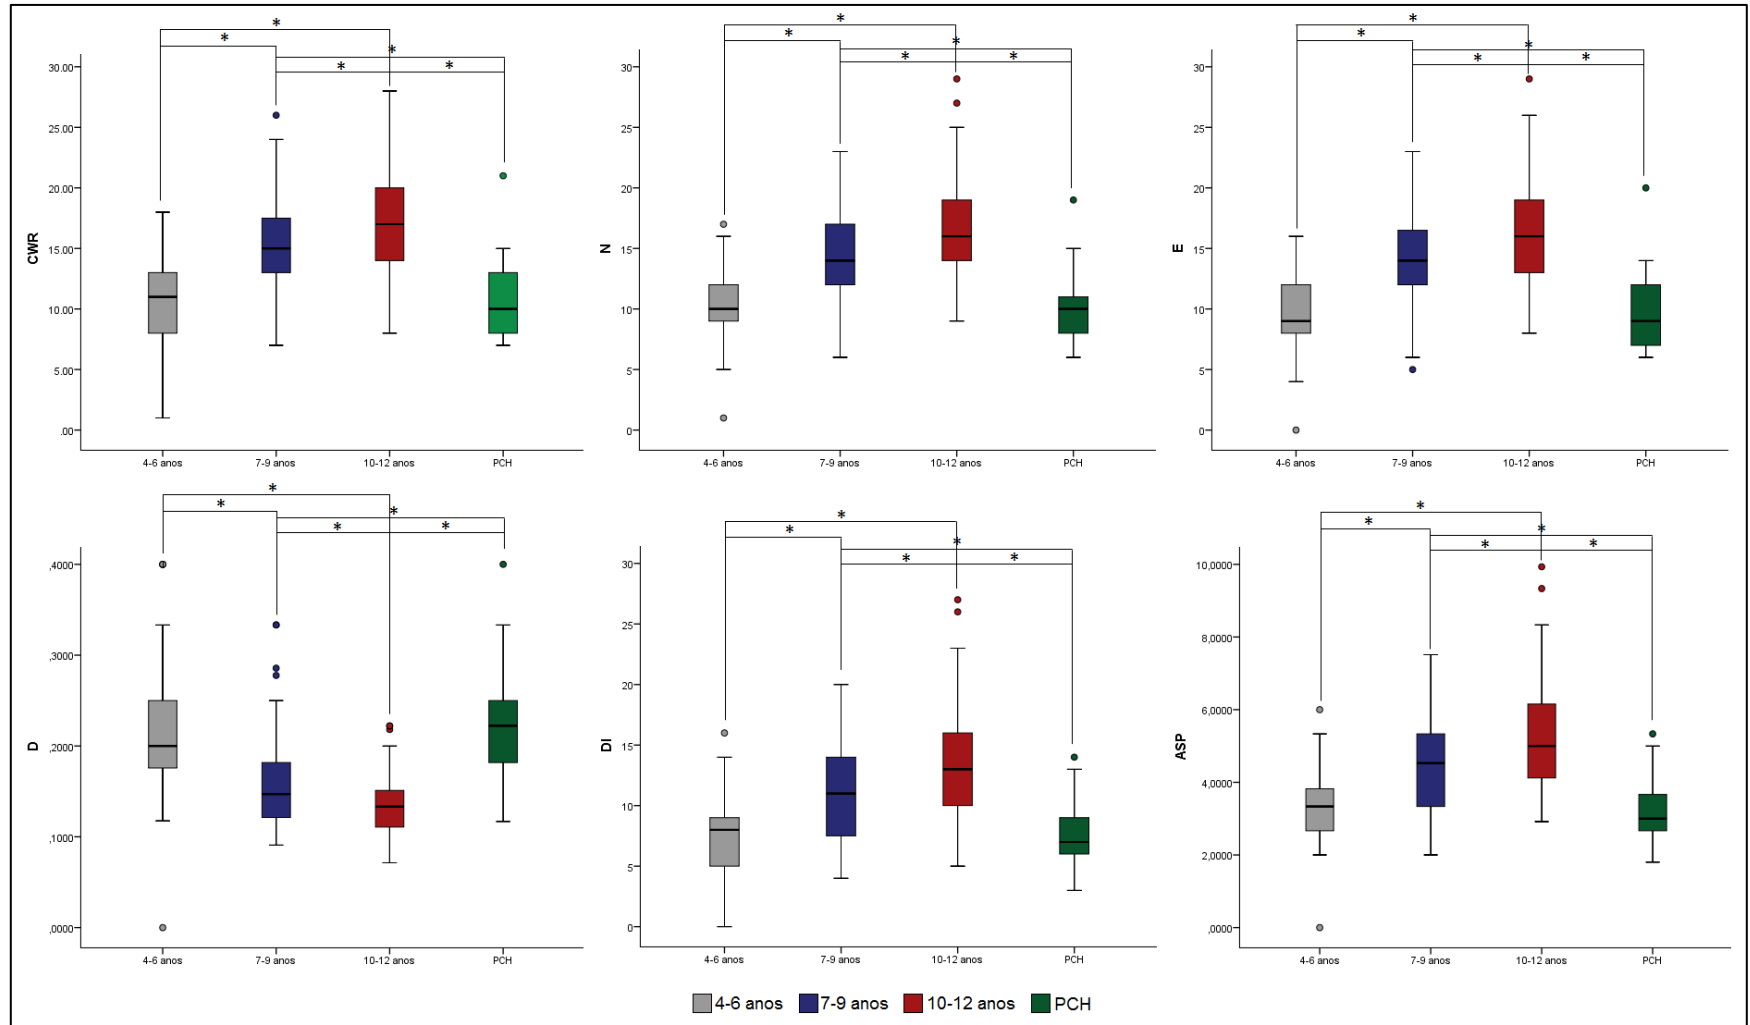 *
*
*
*
*
30.00
25.00
20.00
15.00
10.00
5.00
.00
CWR
4-6 anos
7-9 anos
10-12 anos
PCH
*
*
*
*
*
30
25
20
15
10
5
0
N
4-6 anos
7-9 anos
10-12 anos
PCH
*
*
*
*
*
30
25
20
15
10
5
0
E
4-6 anos
7-9 anos
10-12 anos
PCH
*
*
*
*
*
,4000
,3000
,2000
,1000
,0000
D
4-6 anos
7-9 anos
10-12 anos
PCH
*
*
*
*
*
30
25
20
15
10
5
0
DI
4-6 anos
7-9 anos
10-12 anos
PCH
*
*
*
*
*
10,0000
8,0000
6,0000
4,0000
2,0000
,0000
ASP
4-6 anos
7-9 anos
10-12 anos
PCH
4-6 anos 7-9 anos 10-12 anos PCH